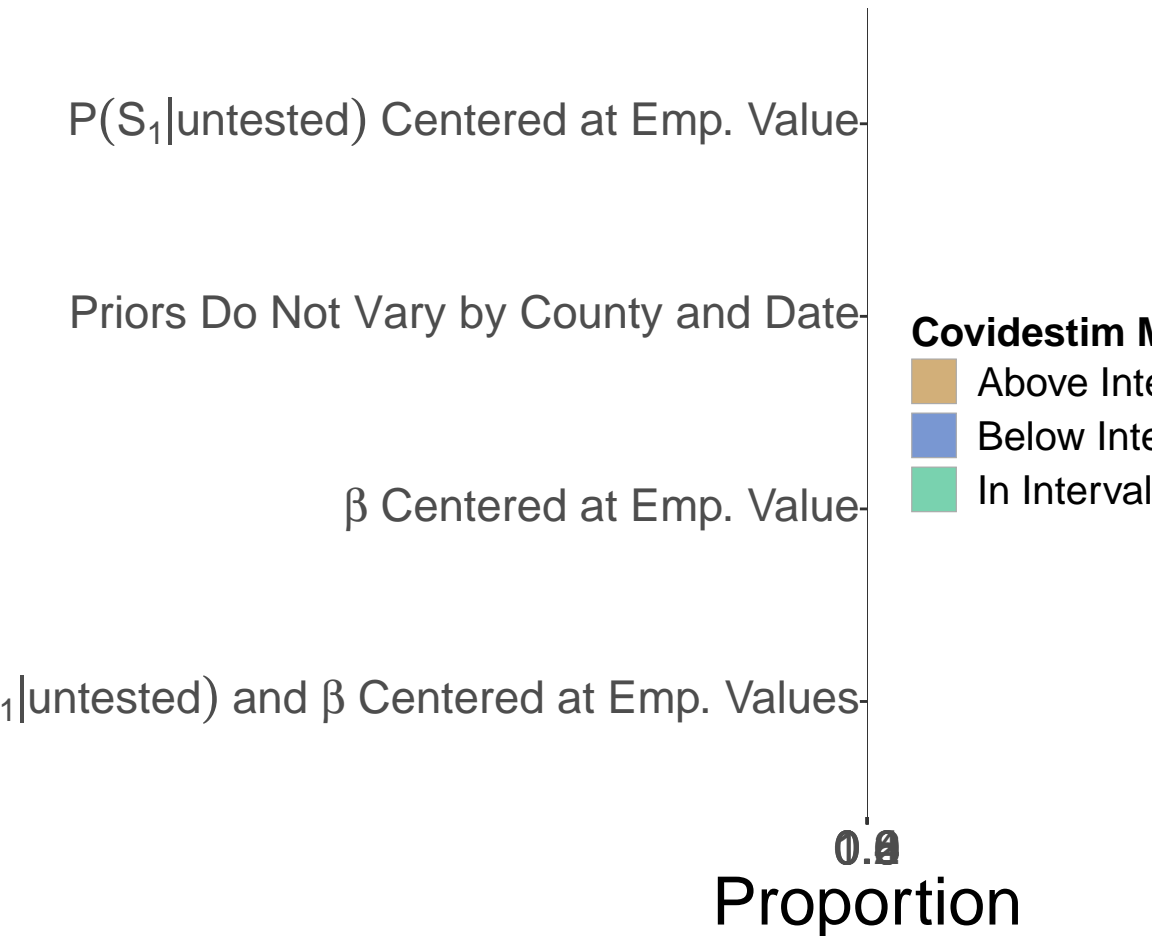 P(S₁|untested) Centered at Emp. Value
Priors Do Not Vary by County and Date
β Centered at Emp. Value
₁|untested) and β Centered at Emp. Values
Covidestim
Above
Below
In Interval
Proportion